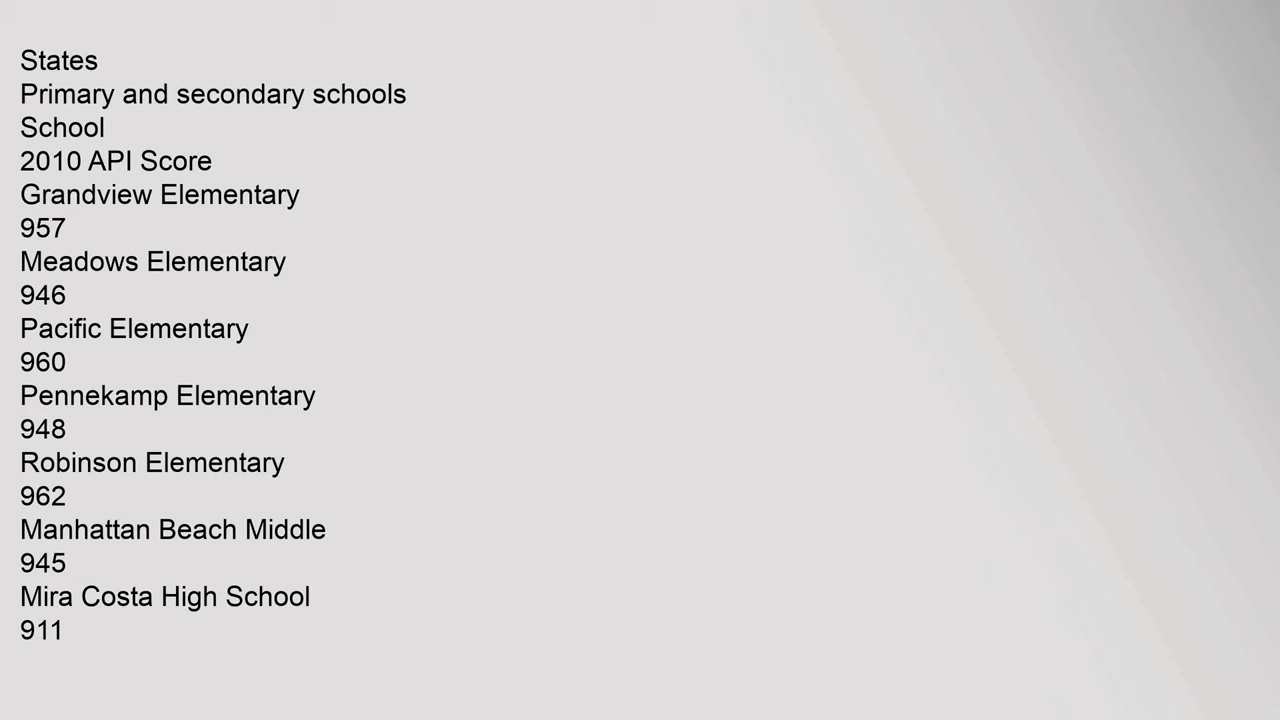 States
Primary and secondary schools
School
2010 API Score
Grandview Elementary
957
Meadows Elementary
946
Pacific Elementary
960
Pennekamp Elementary
948
Robinson Elementary
962
Manhattan Beach Middle
945
Mira Costa High School
911